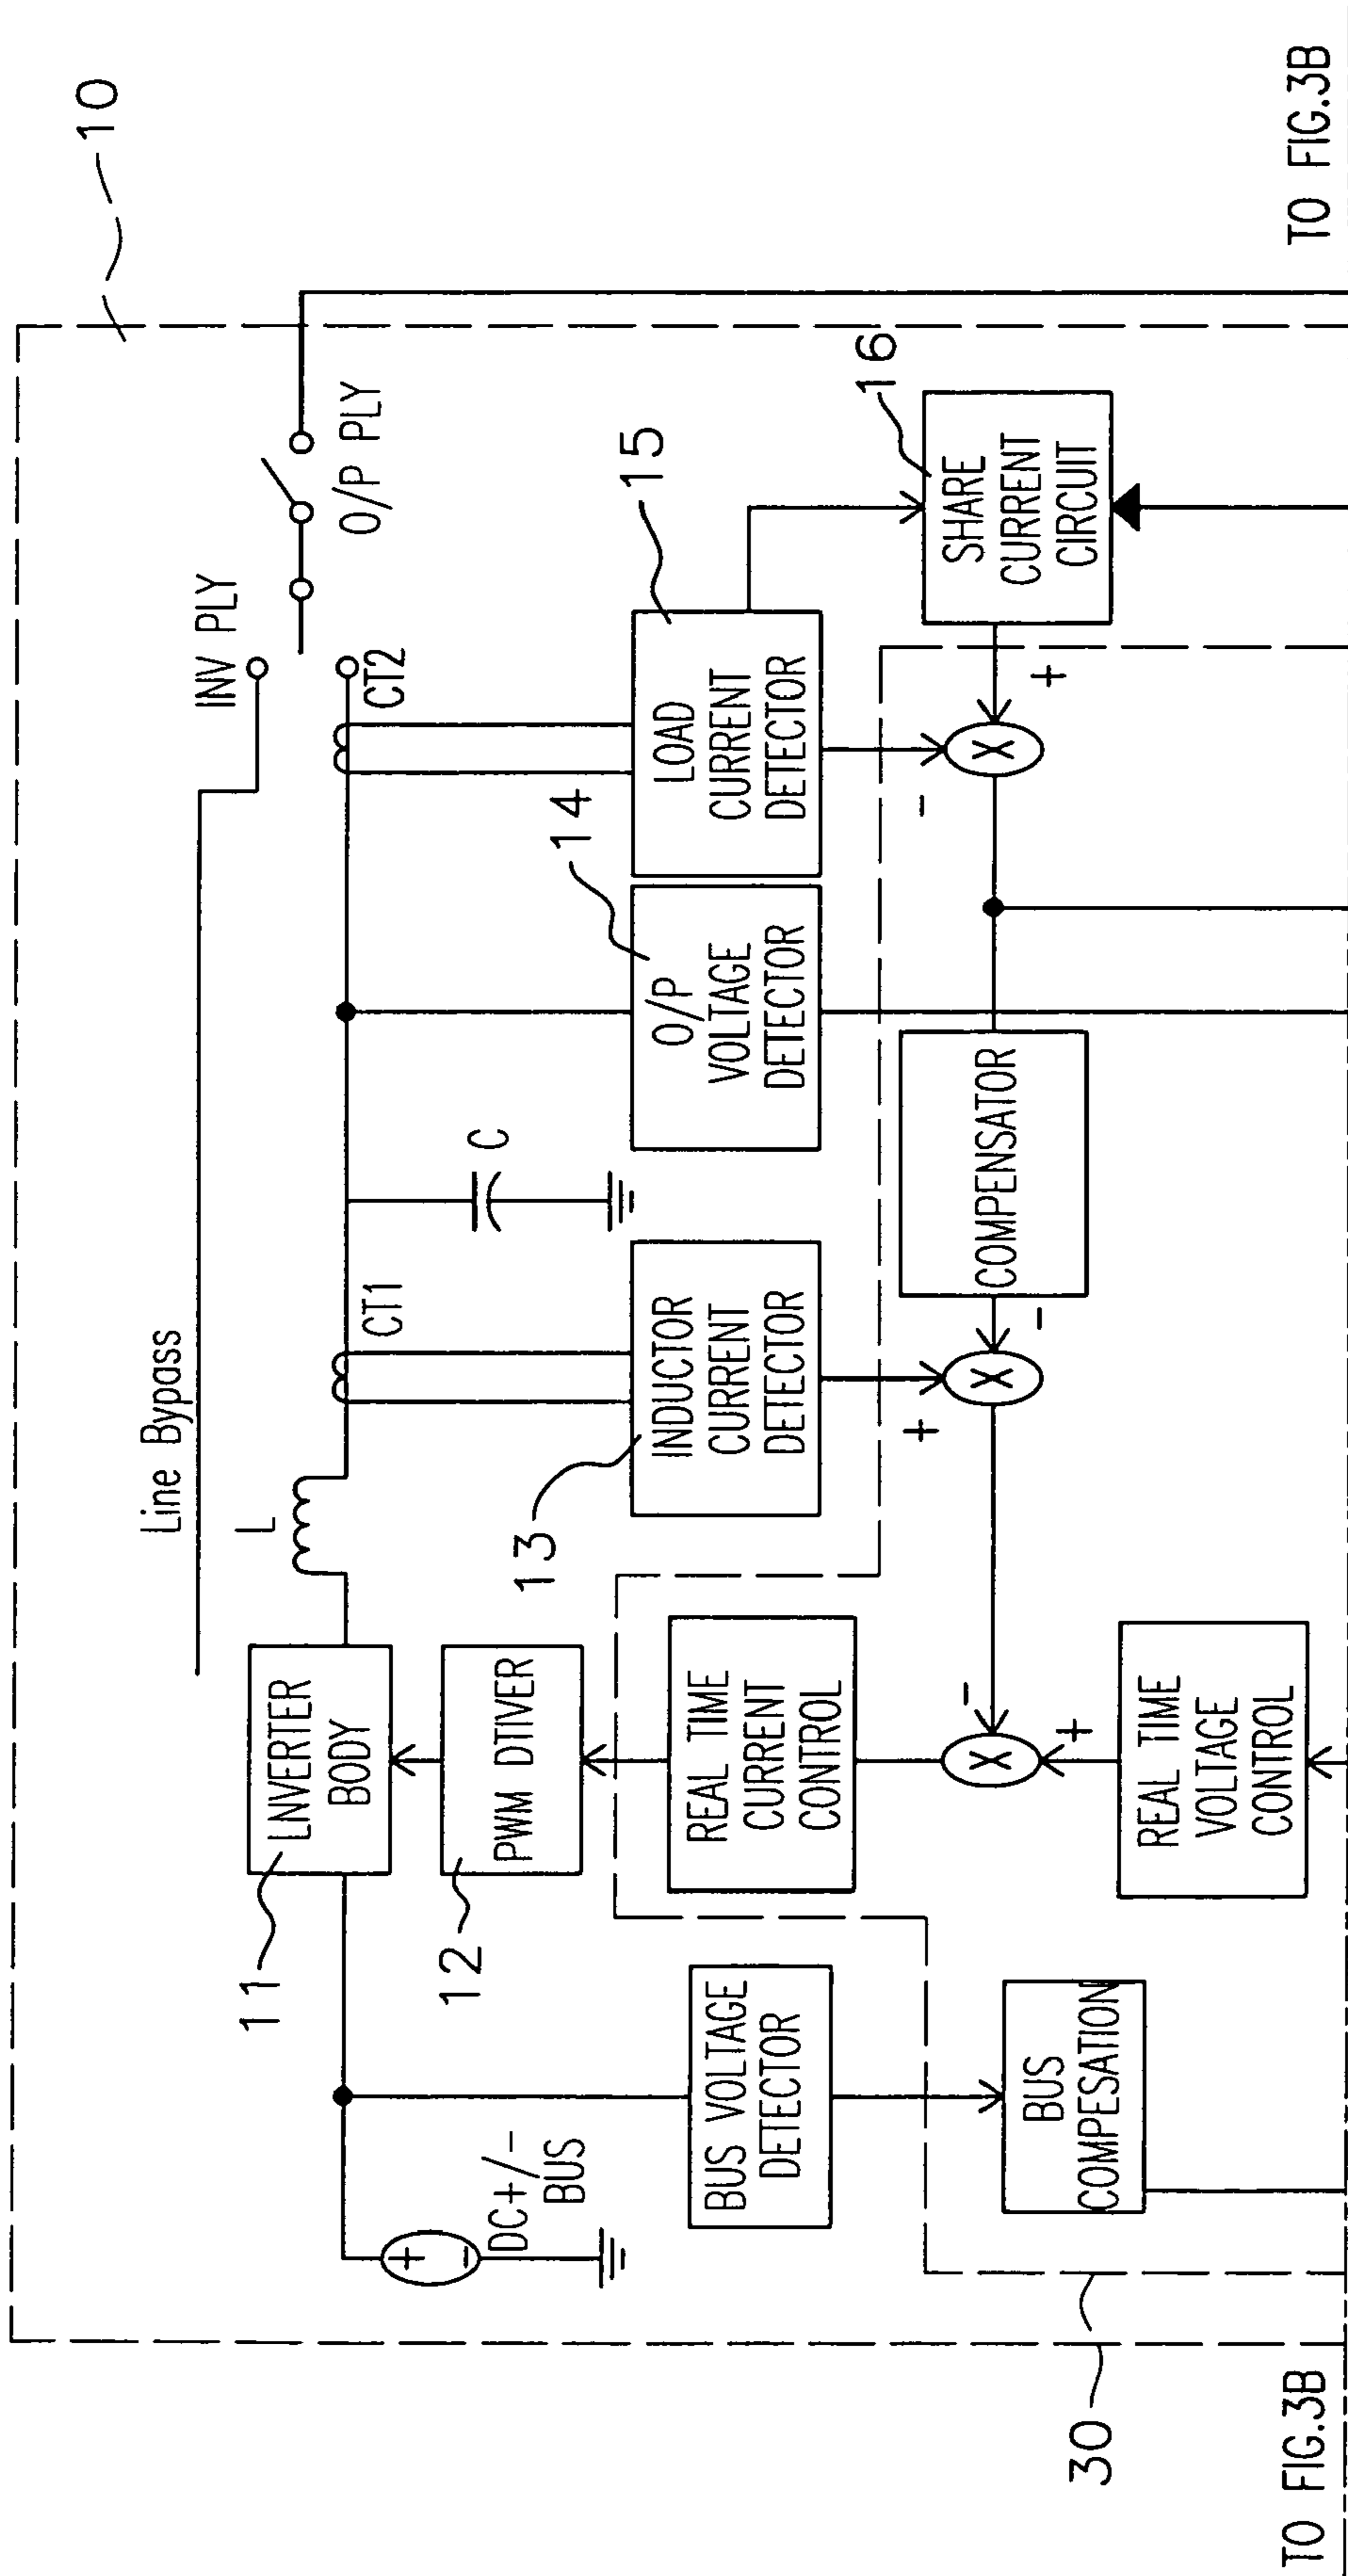 10
Line Bypass
INV PLY
O/P PLY
L
CT1
CT2
C
11
LNVERTER
BODY
12
PWM DTIVER
DC+/-
BUS
+
-
13
INDUCTOR
CURRENT
DETECTOR
14
O/P
VOLTAGE
DETECTOR
15
LOAD
CURRENT
DETECTOR
16
SHARE
CURRENT
CIRCUIT
BUS VOLTAGE
DETECTOR
REAL TIME
CURRENT
CONTROL
COMPENSATOR
X
+
-
X
+
-
X
-
+
BUS
COMPESATION
REAL TIME
VOLTAGE
CONTROL
30
TO FIG.3B
TO FIG.3B